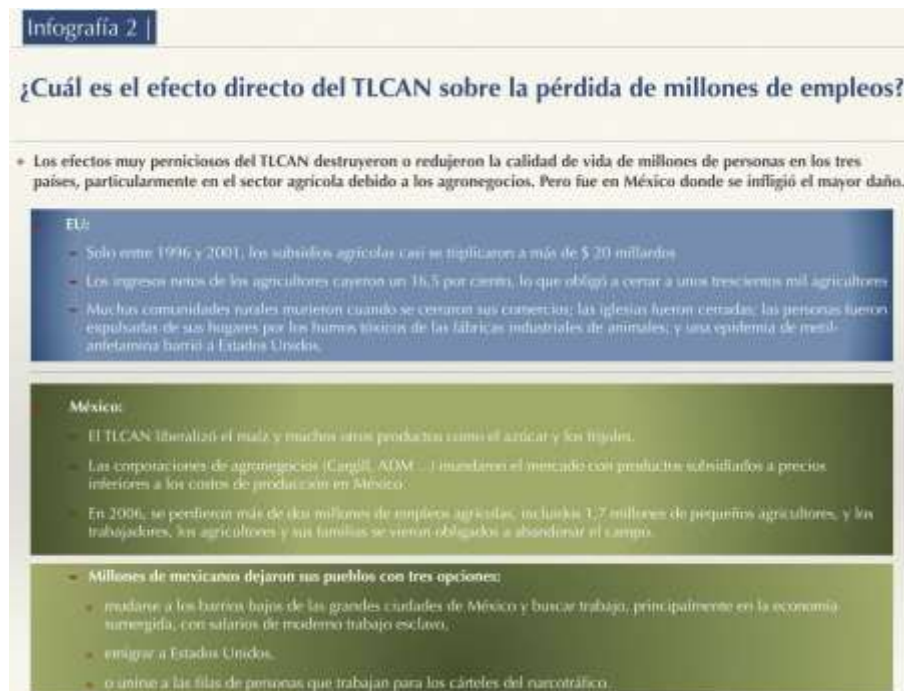 Infografía 2 |
¿Cuál es el efecto directo del TLCAN sobre la pérdida de millones de empleos?
Los efectos muy perniciosos del TLCAN destruyeron o redujeron la calidad de vida de millones de personas en los tres
países, particularmente en el sector agrícola debido a los agronegocios. Pero fue en México donde se infligió el mayor daño.
EU:
- Solo entre 1996 y 2001, los subsidios agrícolas casi se triplicaron a más de $ 20 millardos
- Los ingresos netos de los agricultores cayeron un 16,5 por ciento, lo que obligó a cerrar a unos trescientos mil agricultores
- Muchas comunidades rurales murieron cuando se cerraron sus comercios; las iglesias fueron cerradas; las personas fueron
expulsadas de sus hogares por los humos tóxicos de las fábricas industriales de animales; y una epidemia de metil-
anfetamina barrió a Estados Unidos.
México:
- El TLCAN liberalizó el maíz y muchos otros productos como el azúcar y los frijoles.
- Las corporaciones de agronegocios (Cargill, ADM ...) inundaron el mercado con productos subsidiados a precios
inferiores a los costos de producción en México.
- En 2006, se perdieron más de dos millones de empleos agrícolas, incluidos 1,7 millones de pequeños agricultores, y los
trabajadores, los agricultores y sus familias se vieron obligados a abandonar el campo.
- Millones de mexicanos dejaron sus pueblos con tres opciones:
mudarse a los barrios bajos de las grandes ciudades de México y buscar trabajo, principalmente en la economía
sumergida, con salarios de moderno trabajo esclavo,
emigrar a Estados Unidos,
o unirse a las filas de personas que trabajan para los cárteles del narcotráfico.